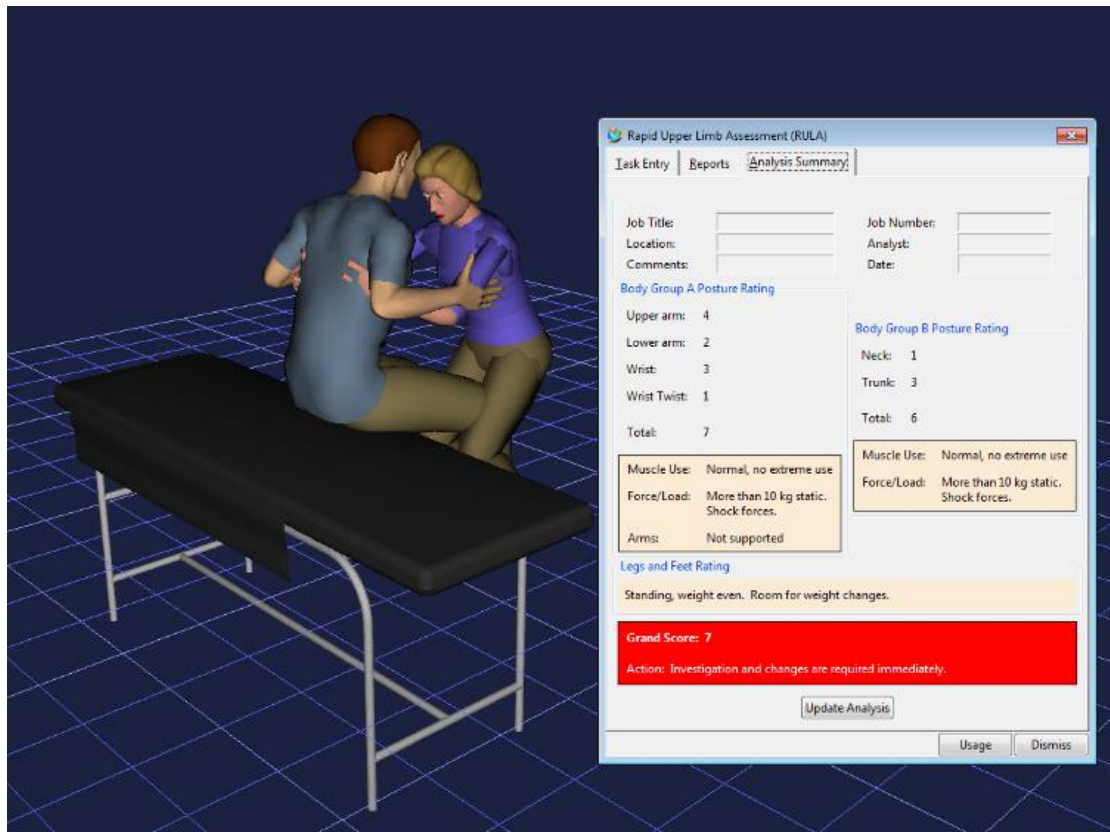 Rapid Upper Limb Assessment (RULA)
Task Entry Reports Analysis Summary
Job Title: Job Number:
Location: Analyst:
Comments: Date:
Body Group A Posture Rating
Upper arm: 4
Lower arm: 2
Wrist: 3
Wrist Twist: 1
Total: 7
Muscle Use: Normal, no extreme use
Force/Load: More than 10 kg static.
Shock forces.
Arms: Not supported
Body Group B Posture Rating
Neck: 1
Trunk: 3
Total: 6
Muscle Use: Normal, no extreme use
Force/Load: More than 10 kg static.
Shock forces.
Legs and Feet Rating
Standing, weight even. Room for weight changes.
Grand Score: 7
Action: Investigation and changes are required immediately.
Update Analysis
Usage Dismiss